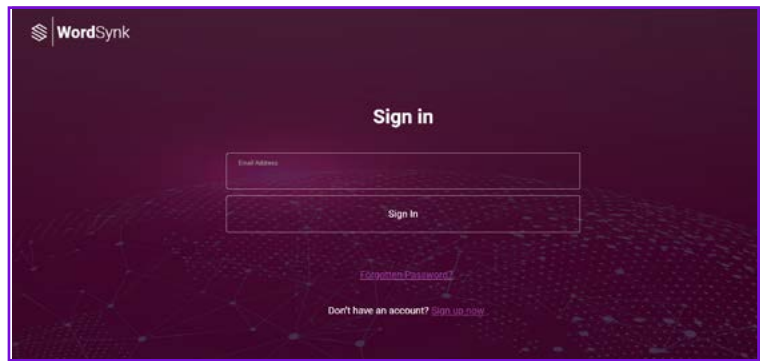 WordSynk
Sign in
Email Address
Sign In
Forgotten Password?
Don't have an account? Sign up now